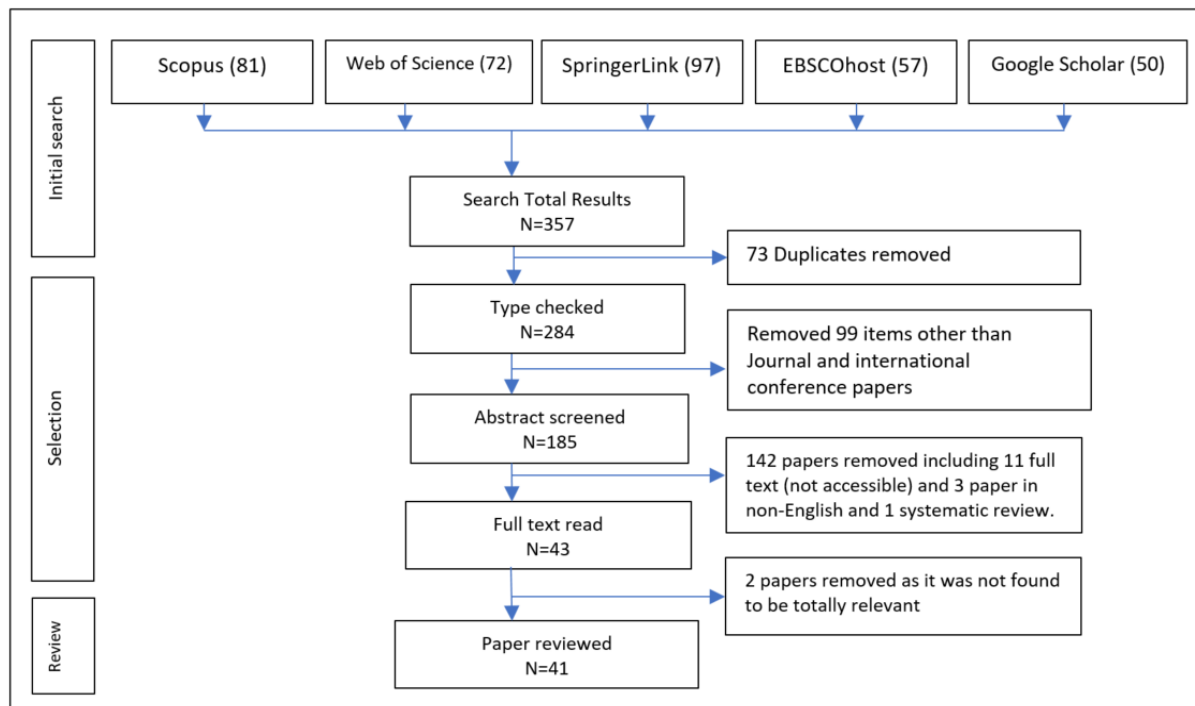 Initial search
Scopus (81)
Web of Science (72)
SpringerLink (97)
EBSCOhost (57)
Google Scholar (50)
Search Total Results
N=357
73 Duplicates removed
Selection
Type checked
N=284
Removed 99 items other than
Journal and international
conference papers
Abstract screened
N=185
142 papers removed including 11 full
text (not accessible) and 3 paper in
non-English and 1 systematic review.
Full text read
N=43
2 papers removed as it was not found
to be totally relevant
Review
Paper reviewed
N=41